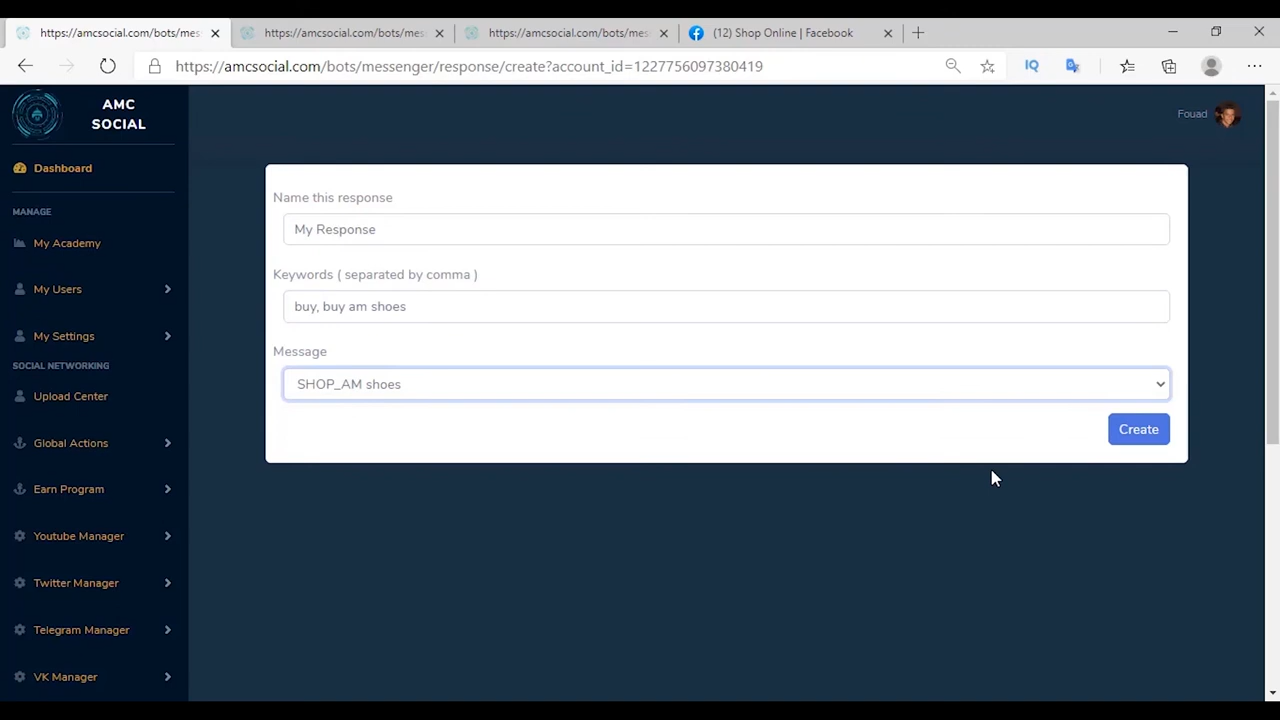 https://amcsocial.com/bots/mes
https://amcsocial.com/bots/mes
https://amcsocial.com/bots/mes
(12) Shop Online | Facebook
https://amcsocial.com/bots/messenger/response/create?account_id=1227756097380419
IQ
AMC
SOCIAL
Fouad
Dashboard
MANAGE
My Academy
My Users
My Settings
SOCIAL NETWORKING
Upload Center
Global Actions
Earn Program
Youtube Manager
Twitter Manager
Telegram Manager
VK Manager
Name this response
My Response
Keywords ( separated by comma )
buy, buy am shoes
Message
SHOP_AM shoes
Create